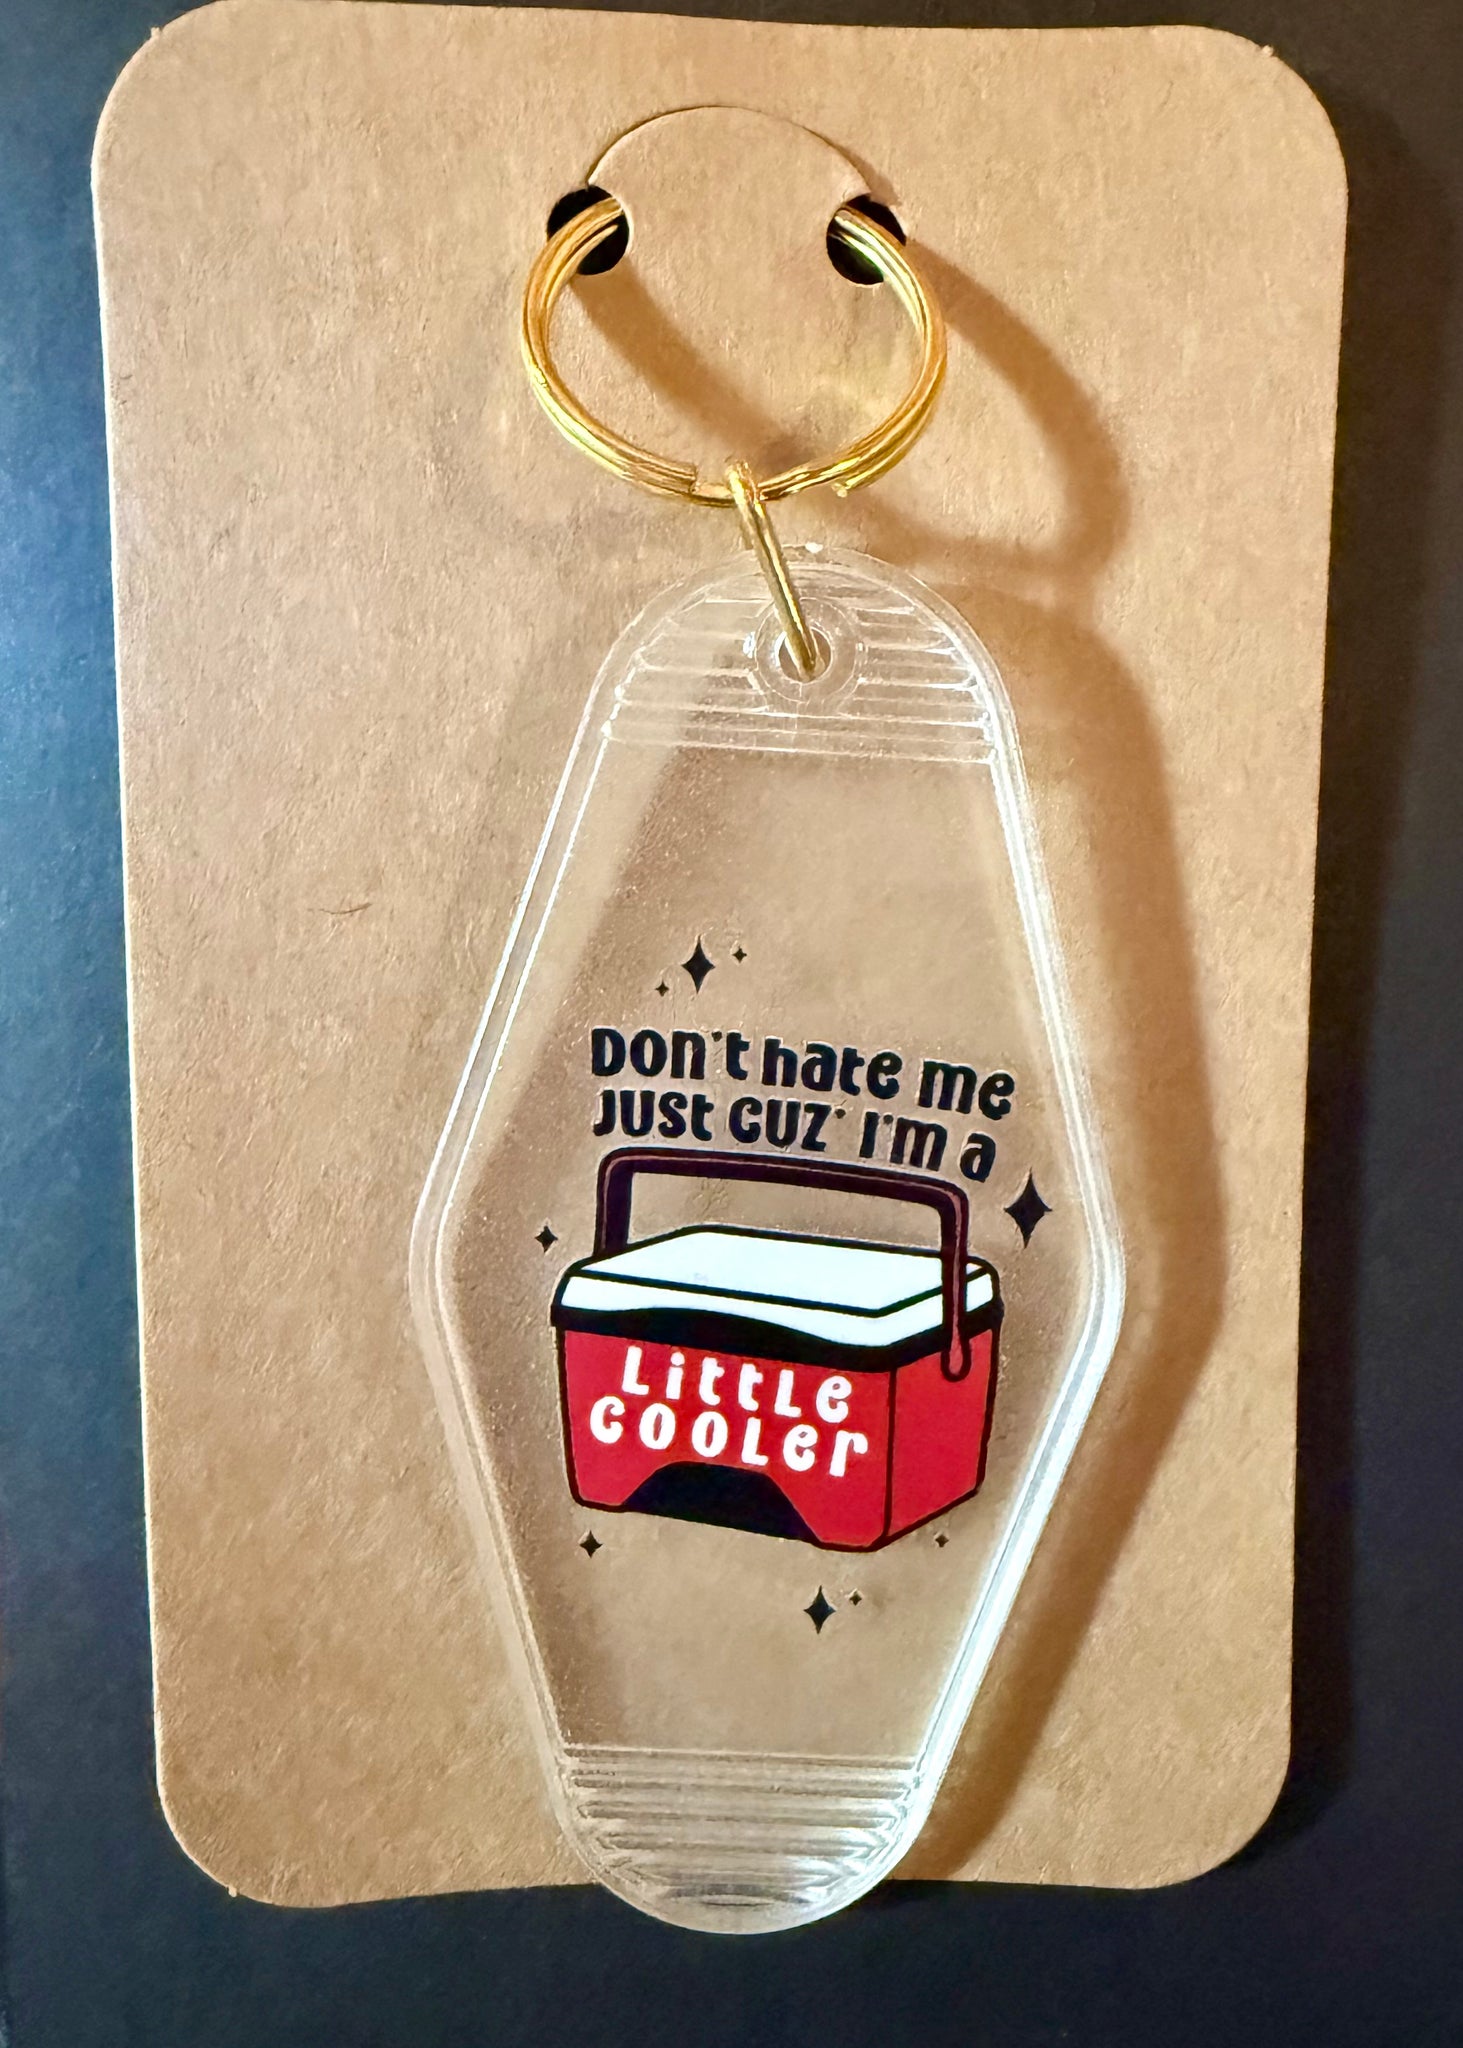 Don't hate me
Just cuz' I'm a
Little
cooler